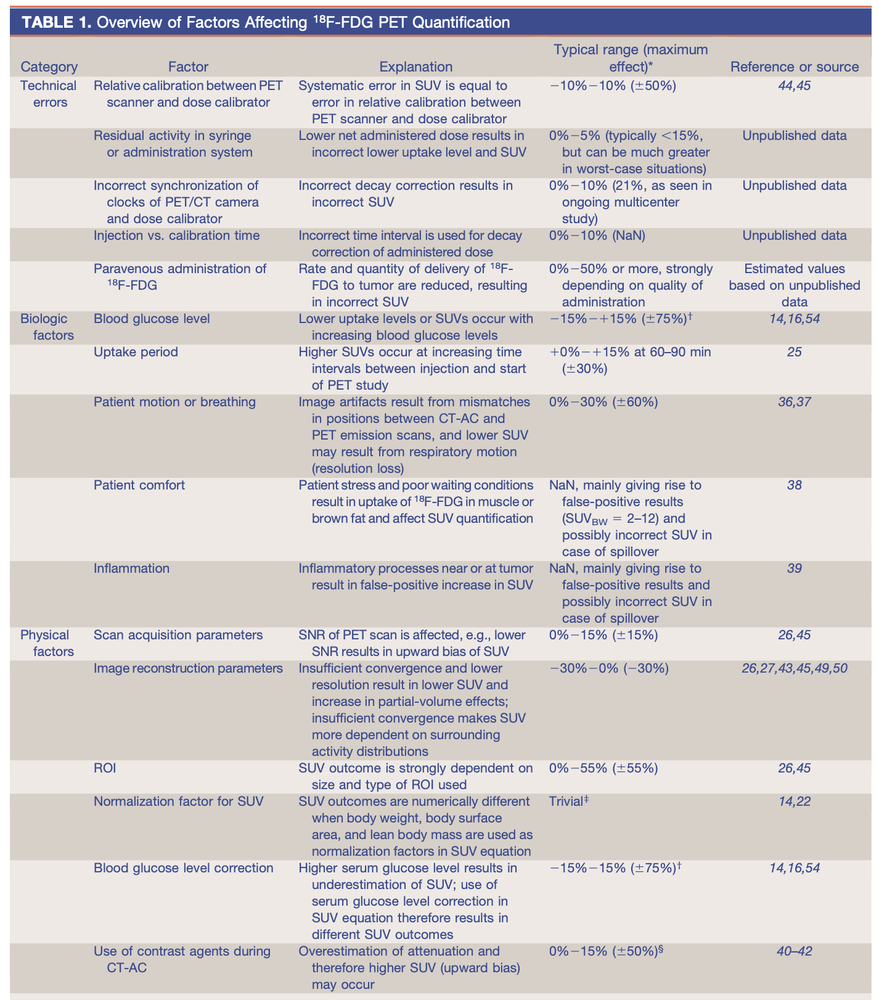 TABLE 1. Overview of Factors Affecting ¹⁸F-FDG PET Quantification
Category
Factor
Explanation
Typical range (maximum
effect)*
Reference or source
Technical
errors
Relative calibration between PET
scanner and dose calibrator
Systematic error in SUV is equal to
error in relative calibration between
PET scanner and dose calibrator
−10%−10% (±50%)
44,45
Residual activity in syringe
or administration system
Lower net administered dose results in
incorrect lower uptake level and SUV
0%−5% (typically <15%,
but can be much greater
in worst-case situations)
Unpublished data
Incorrect synchronization of
clocks of PET/CT camera
and dose calibrator
Incorrect decay correction results in
incorrect SUV
0%−10% (21%, as seen in
ongoing multicenter
study)
Unpublished data
Injection vs. calibration time
Incorrect time interval is used for decay
correction of administered dose
0%−10% (NaN)
Unpublished data
Paravenous administration of
¹⁸F-FDG
Rate and quantity of delivery of ¹⁸F-
FDG to tumor are reduced, resulting
in incorrect SUV
0%−50% or more, strongly
depending on quality of
administration
Estimated values
based on unpublished
data
Biologic
factors
Blood glucose level
Lower uptake levels or SUVs occur with
increasing blood glucose levels
−15%−+15% (±75%)†
14,16,54
Uptake period
Higher SUVs occur at increasing time
intervals between injection and start
of PET study
+0%−+15% at 60–90 min
(±30%)
25
Patient motion or breathing
Image artifacts result from mismatches
in positions between CT-AC and
PET emission scans, and lower SUV
may result from respiratory motion
(resolution loss)
0%−30% (±60%)
36,37
Patient comfort
Patient stress and poor waiting conditions
result in uptake of ¹⁸F-FDG in muscle or
brown fat and affect SUV quantification
NaN, mainly giving rise to
false-positive results
(SUVBW = 2–12) and
possibly incorrect SUV in
case of spillover
38
Inflammation
Inflammatory processes near or at tumor
result in false-positive increase in SUV
NaN, mainly giving rise to
false-positive results and
possibly incorrect SUV in
case of spillover
39
Physical
factors
Scan acquisition parameters
SNR of PET scan is affected, e.g., lower
SNR results in upward bias of SUV
0%−15% (±15%)
26,45
Image reconstruction parameters
Insufficient convergence and lower
resolution result in lower SUV and
increase in partial-volume effects;
insufficient convergence makes SUV
more dependent on surrounding
activity distributions
−30%−0% (−30%)
26,27,43,45,49,50
ROI
SUV outcome is strongly dependent on
size and type of ROI used
0%−55% (±55%)
26,45
Normalization factor for SUV
SUV outcomes are numerically different
when body weight, body surface
area, and lean body mass are used as
normalization factors in SUV equation
Trivial‡
14,22
Blood glucose level correction
Higher serum glucose level results in
underestimation of SUV; use of
serum glucose level correction in
SUV equation therefore results in
different SUV outcomes
−15%−15% (±75%)†
14,16,54
Use of contrast agents during
CT-AC
Overestimation of attenuation and
therefore higher SUV (upward bias)
may occur
0%−15% (±50%)§
40–42